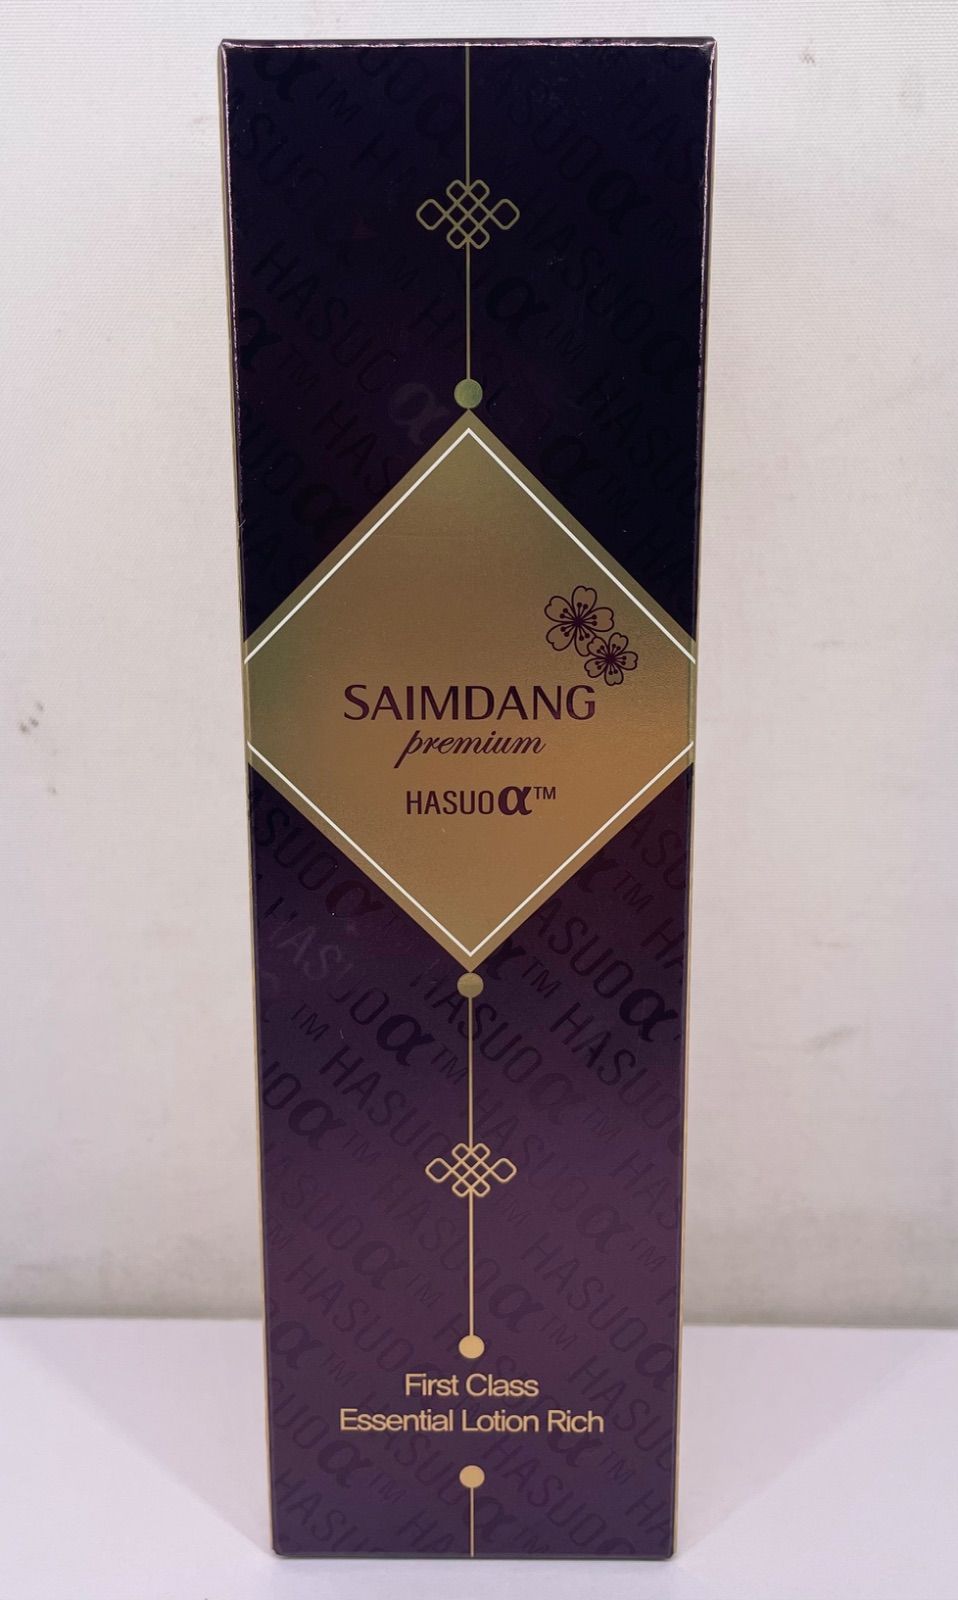 SAIMDANG
premium
HASUOα™
First Class
Essential Lotion Rich